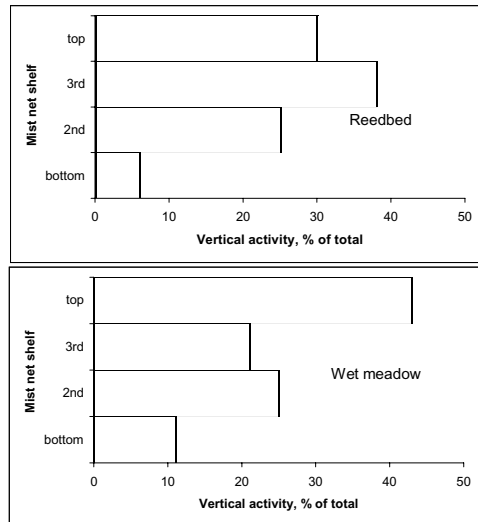 top
3rd
2nd
bottom
Mist net shelf
Reedbed
0 10 20 30 40 50
Vertical activity, % of total
top
3rd
2nd
bottom
Mist net shelf
Wet meadow
0 10 20 30 40 50
Vertical activity, % of total